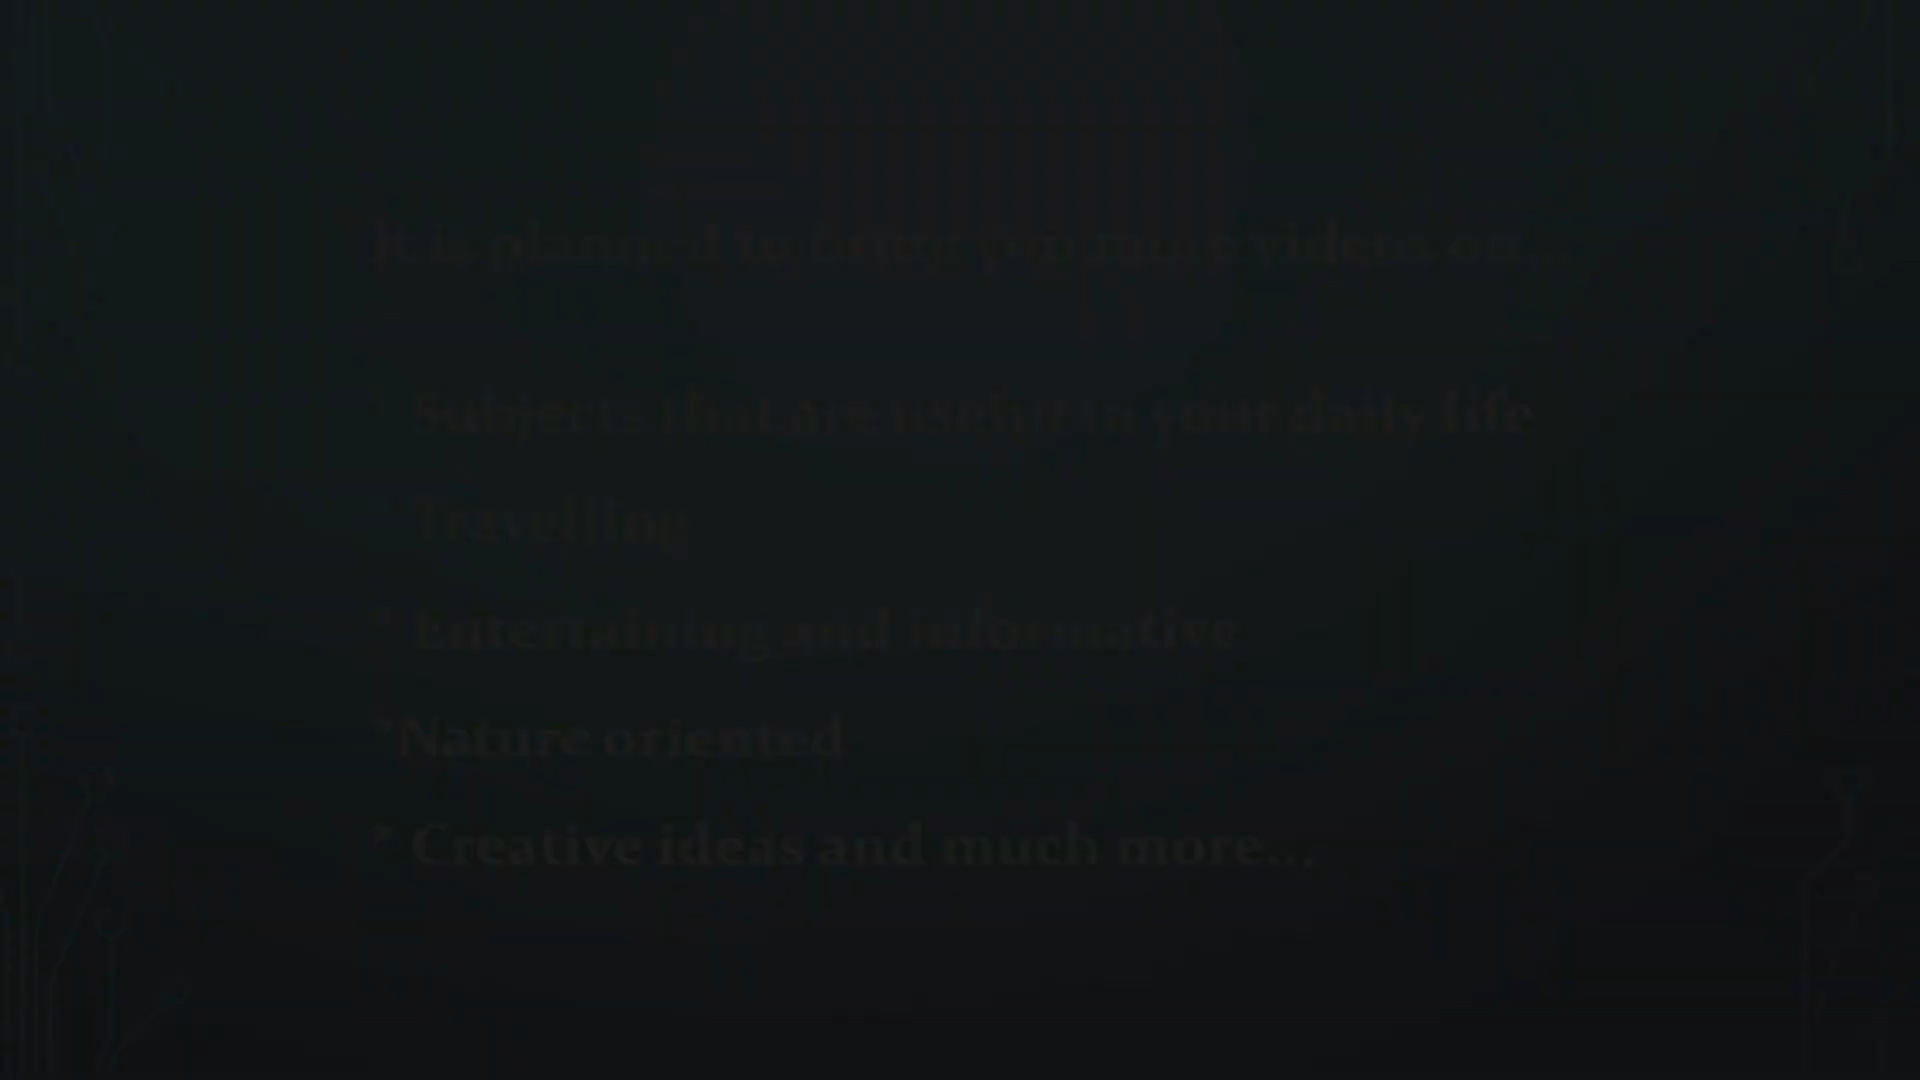 It is planned to bring you more videos on...
* Subjects that are useful in your daily life
Travelling
* Entertaining and informative
*Nature oriented
* Creative ideas and much more...